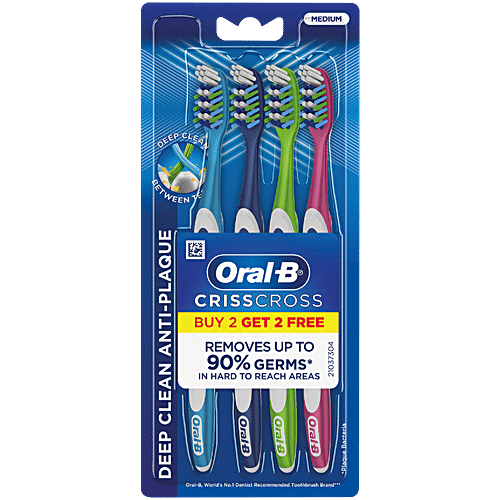 MEDIUM
DEEP CLEAN
BETWEEN TE
DEEP CLEAN ANTI-PLAQUE
Oral-B®
CRISSCROSS
BUY 2 GET 2 FREE
REMOVES UP TO
90% GERMS*
IN HARD TO REACH AREAS
21037304
*Plaque Bacteria
Oral-B
Oral-B
Oral-B
Oral-B
Oral-B, World's No.1 Dentist Recommended Toothbrush Brand